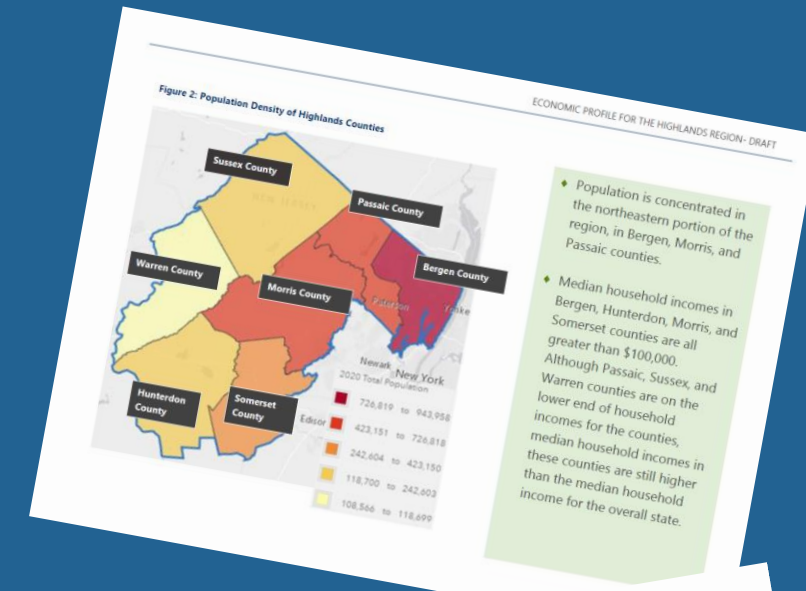 ECONOMIC PROFILE FOR THE HIGHLANDS REGION- DRAFT
Figure 2: Population Density of Highlands Counties
Sussex County
Passaic County
Bergen County
Warren County
Morris County
Paterson
Yonke
Newark
New York
2020 Total Population
Hunterdon
County
Somerset
County
Edison
726,819 to 943,958
423,151 to 726,818
242,604 to 423,150
118,700 to 242,603
108,566 to 118,699
♦ Population is concentrated in
the northeastern portion of the
region, in Bergen, Morris, and
Passaic counties.
♦ Median household incomes in
Bergen, Hunterdon, Morris, and
Somerset counties are all
greater than $100,000.
Although Passaic, Sussex, and
Warren counties are on the
lower end of household
incomes for the counties,
median household incomes in
these counties are still higher
than the median household
income for the overall state.